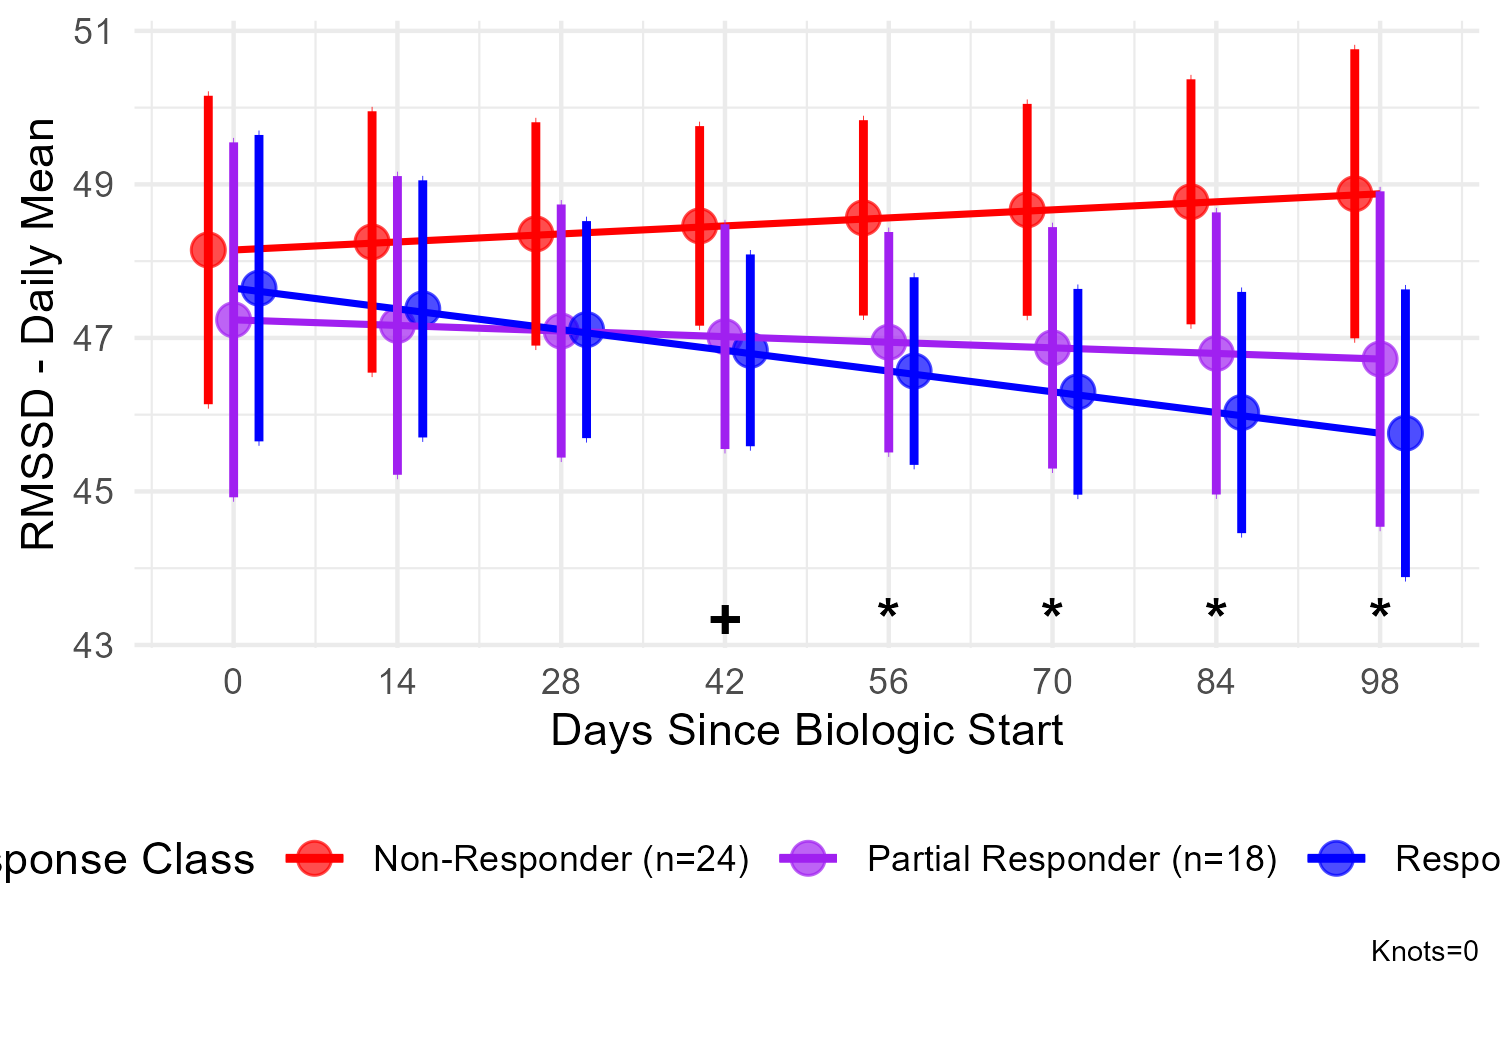 51
49
47
45
43
RMSSD - Daily Mean
+ * * * *
0 14 28 42 56 70 84 98
Days Since Biologic Start
sponse Class Non-Responder (n=24) Partial Responder (n=18) Respo
Knots=0